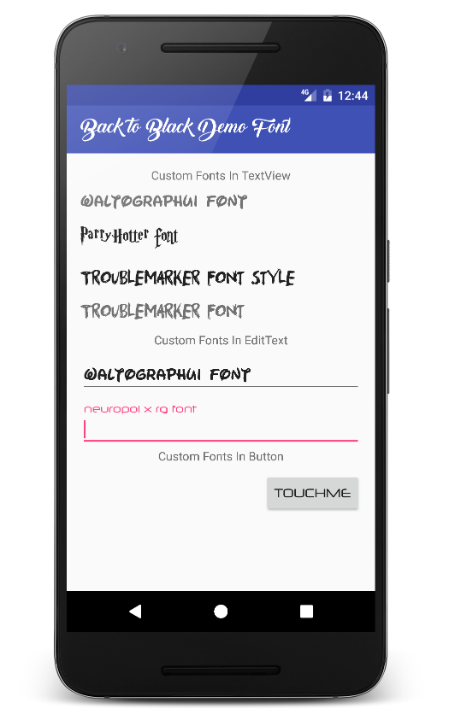 4G 12:44
Back to Black Demo Font
Custom Fonts In TextView
WALTOGRAPHUI FONT
Parry-Hotter font
TROUBLEMARKER FONT STYLE
TROUBLEMARKER FONT
Custom Fonts In EditText
WALTOGRAPHUI FONT
neuropol x rg font
Custom Fonts In Button
TOUCHME